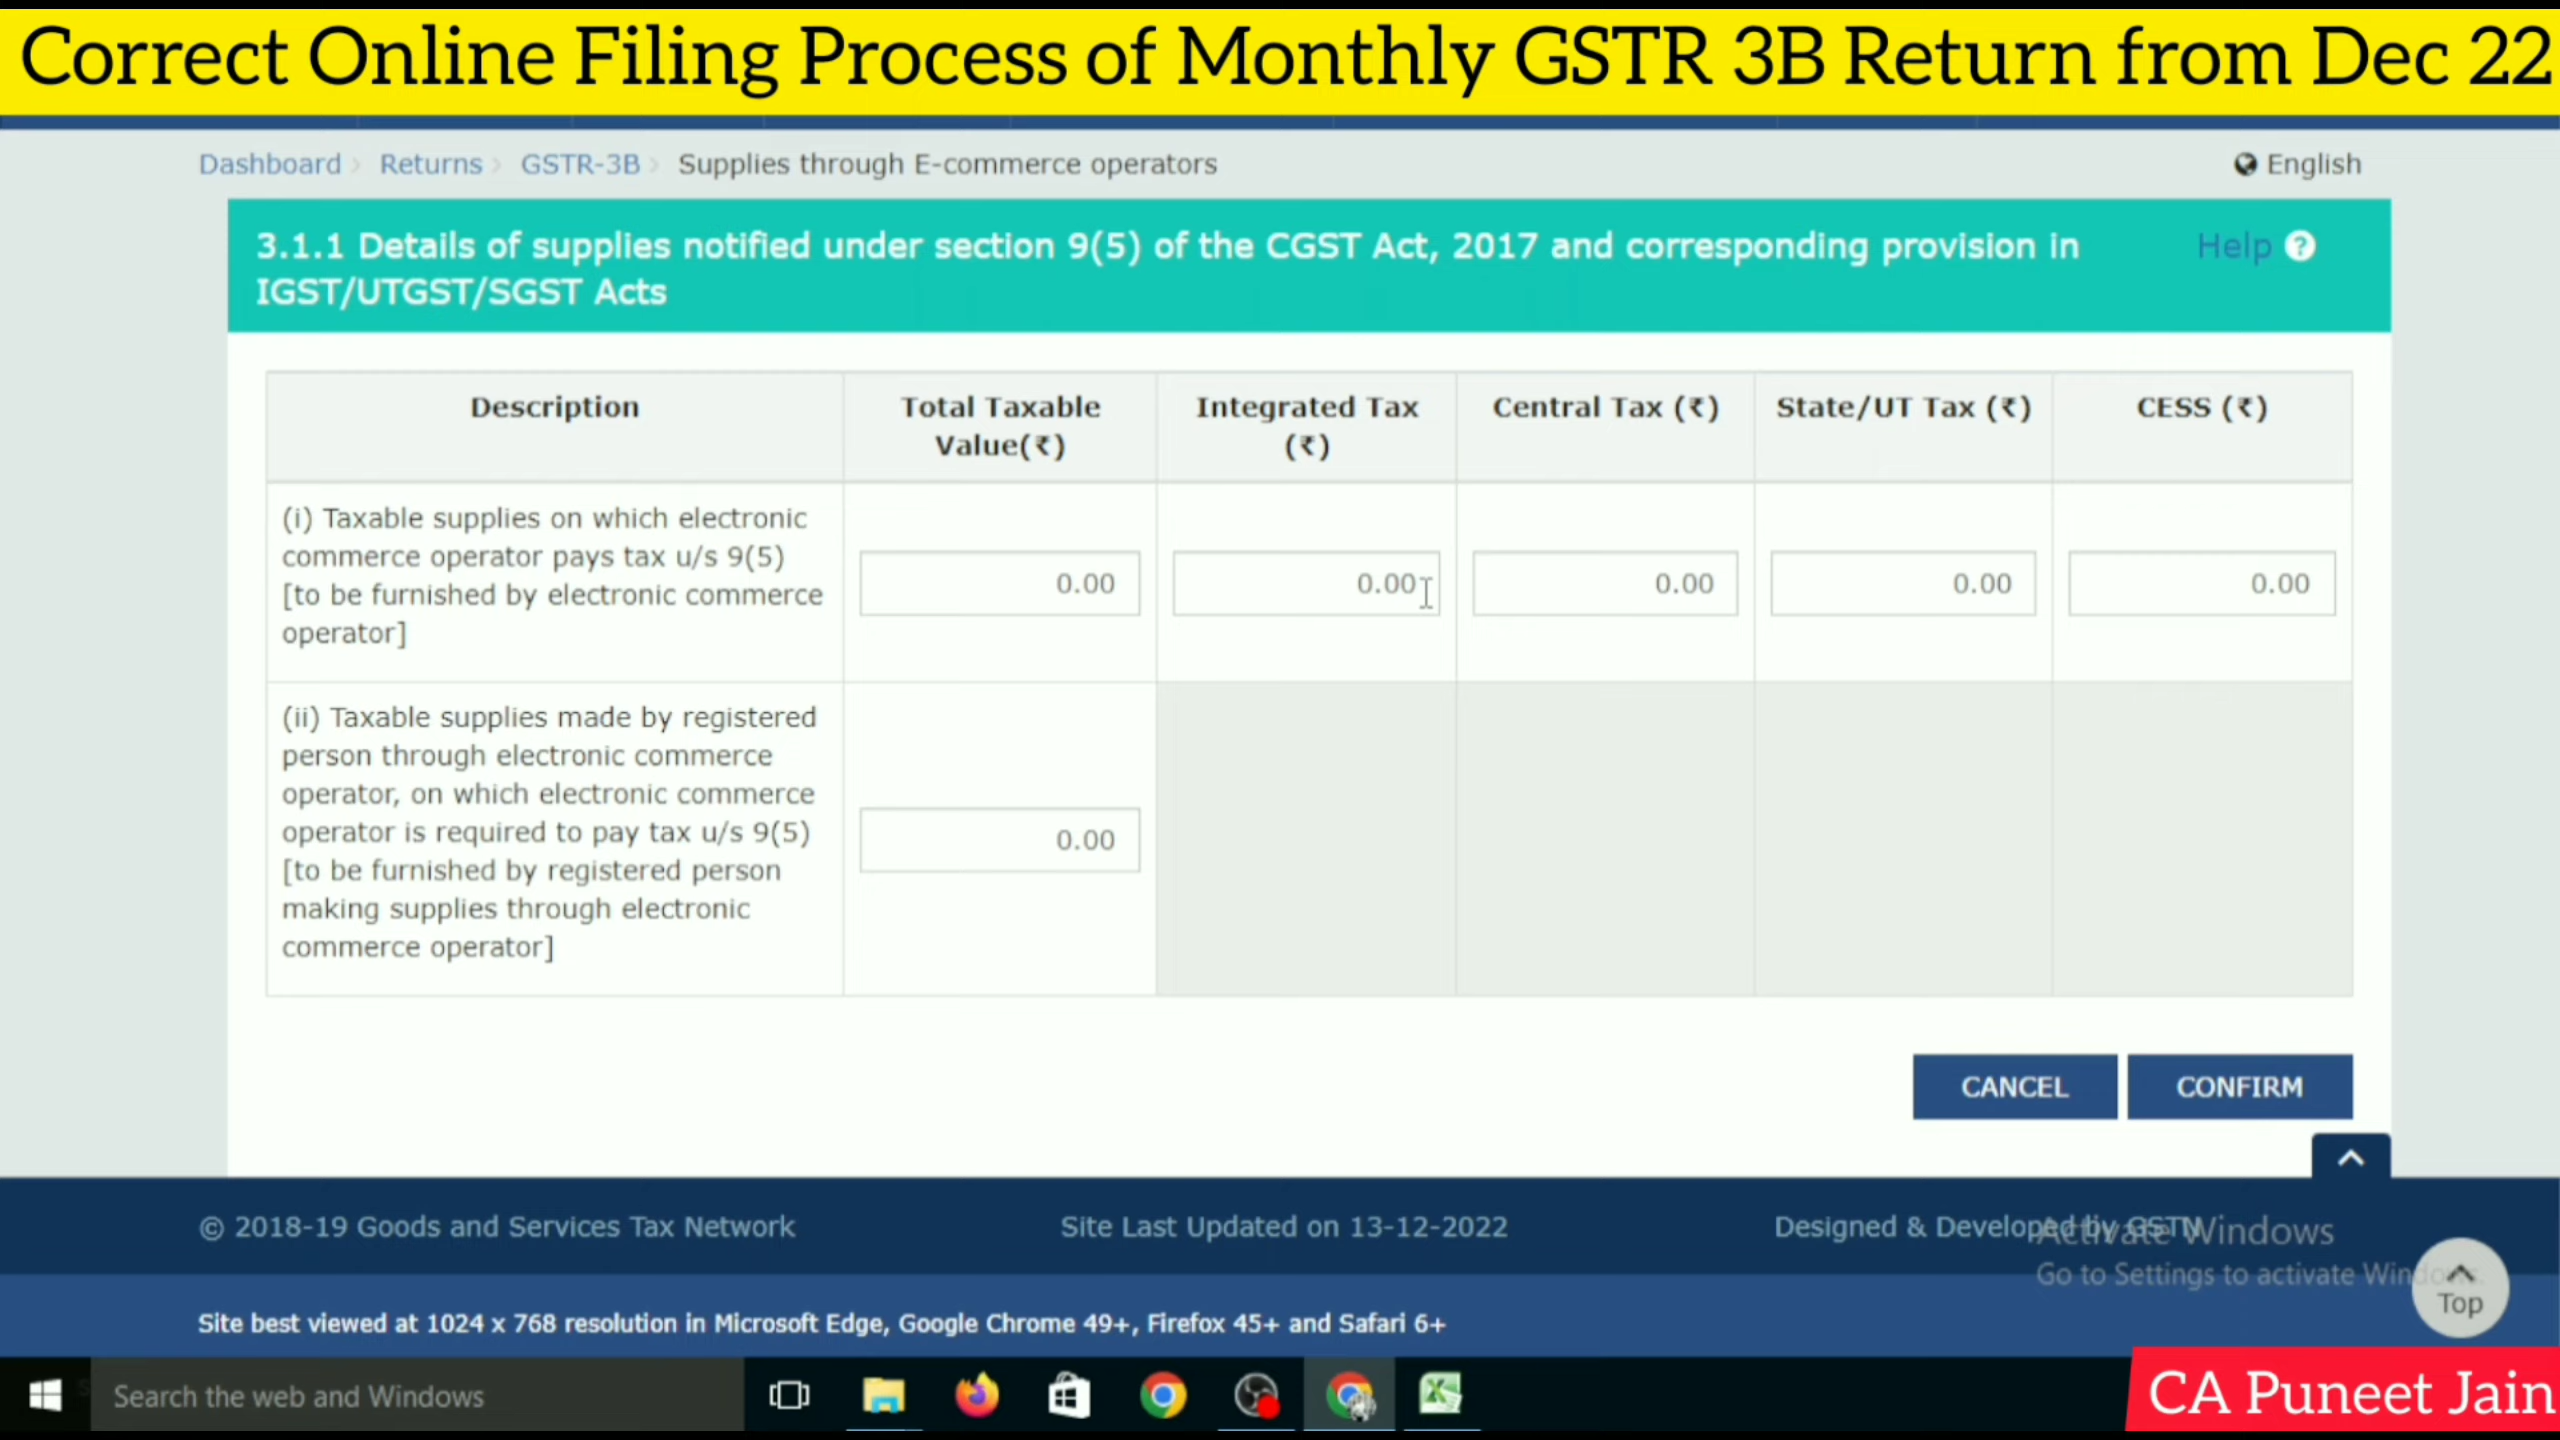 Correct Online Filing Process of Monthly GSTR 3B Return from Dec 22
Dashboard › Returns › GSTR-3B › Supplies through E-commerce operators
English
3.1.1 Details of supplies notified under section 9(5) of the CGST Act, 2017 and corresponding provision in
IGST/UTGST/SGST Acts
Help ?
Description
Total Taxable
Value(₹)
Integrated Tax
(₹)
Central Tax (₹)
State/UT Tax (₹)
CESS (₹)
(i) Taxable supplies on which electronic
commerce operator pays tax u/s 9(5)
[to be furnished by electronic commerce
operator]
0.00
0.00
0.00
0.00
0.00
(ii) Taxable supplies made by registered
person through electronic commerce
operator, on which electronic commerce
operator is required to pay tax u/s 9(5)
[to be furnished by registered person
making supplies through electronic
commerce operator]
0.00
CANCEL
CONFIRM
© 2018-19 Goods and Services Tax Network
Site Last Updated on 13-12-2022
Designed & Developed by GSTN
Activate Windows
Go to Settings to activate Windows.
Top
Site best viewed at 1024 x 768 resolution in Microsoft Edge, Google Chrome 49+, Firefox 45+ and Safari 6+
Search the web and Windows
CA Puneet Jain